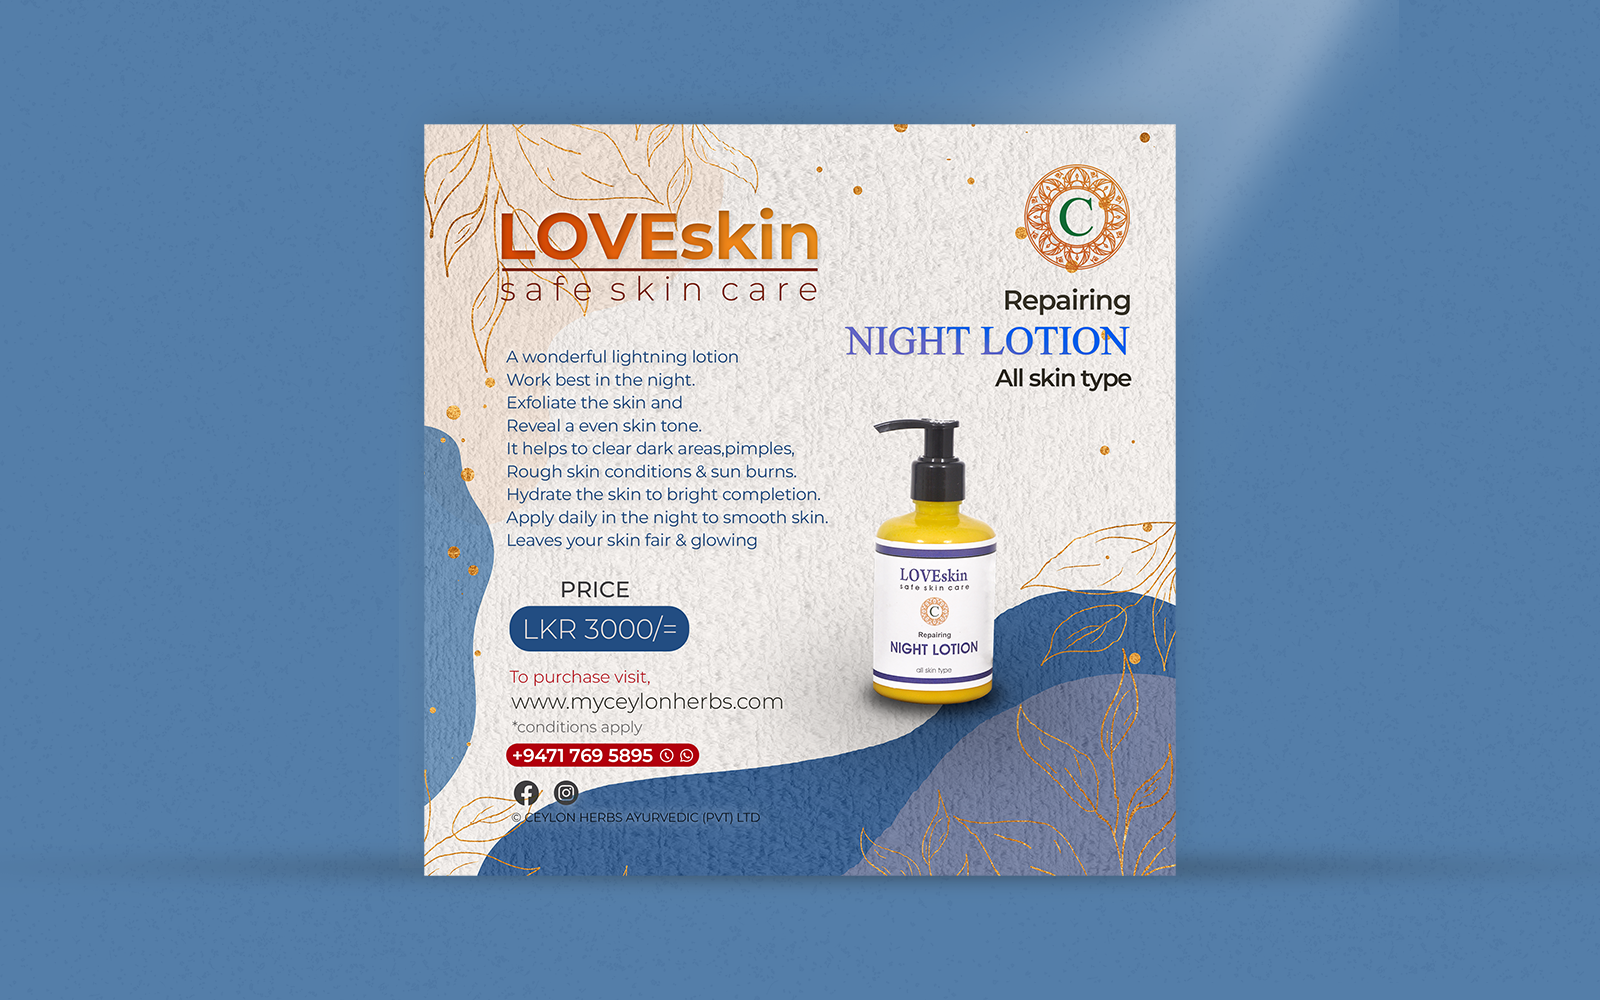 LOVEskin
safe skin care
C
Repairing
NIGHT LOTION
All skin type
A wonderful lightning lotion
Work best in the night.
Exfoliate the skin and
Reveal a even skin tone.
It helps to clear dark areas,pimples,
Rough skin conditions & sun burns.
Hydrate the skin to bright completion.
Apply daily in the night to smooth skin.
Leaves your skin fair & glowing
PRICE
LKR 3000/=
To purchase visit,
www.myceylonherbs.com
*conditions apply
+9471 769 5895
© CEYLON HERBS AYURVEDIC (PVT) LTD
LOVEskin
safe skin care
C
Repairing
NIGHT LOTION
all skin type